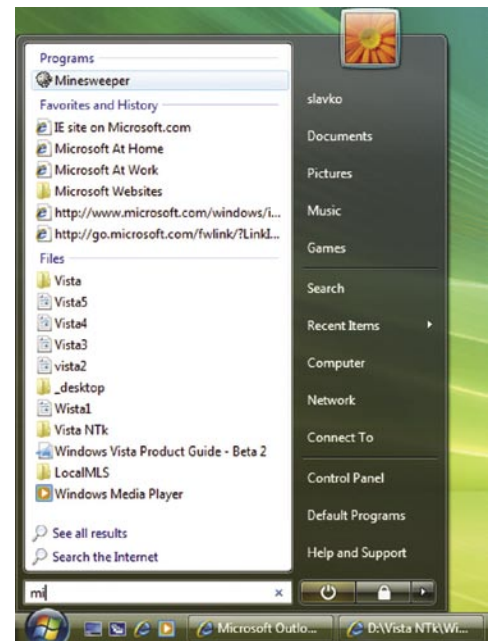 Programs
Minesweeper
Favorites and History
IE site on Microsoft.com
Microsoft At Home
Microsoft At Work
Microsoft Websites
http://www.microsoft.com/windows/i...
http://go.microsoft.com/fwlink/?LinkI...
Files
Vista
Vista5
Vista4
Vista3
vista2
_desktop
Wista1
Vista NTk
Windows Vista Product Guide - Beta 2
LocalMLS
Windows Media Player
See all results
Search the Internet
mi
slavko
Documents
Pictures
Music
Games
Search
Recent Items
Computer
Network
Connect To
Control Panel
Default Programs
Help and Support
Microsoft Outlo...
D:\Vista NTk\Wi...